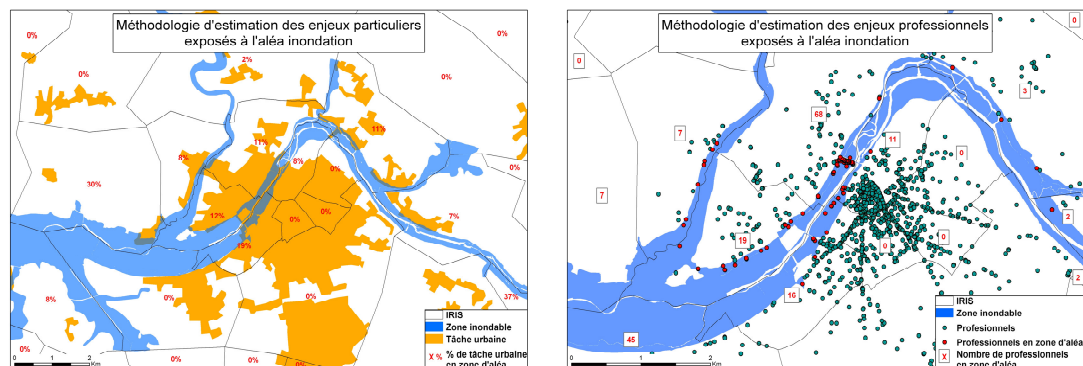 Méthodologie d'estimation des enjeux particuliers
exposés à l'aléa inondation
0%
0%
2%
0%
0%
11%
11%
8%
8%
0%
30%
12%
0%
0%
7%
19%
8%
0%
0%
37%
0%
0%
0%
IRIS
Zone inondable
Tâche urbaine
X % % de tâche urbaine
en zone d'aléa
0 1 2
Km
Méthodologie d'estimation des enjeux professionnels
exposés à l'aléa inondation
0
0
0
3
68
7
11
0
7
2
19
0
0
16
2
45
IRIS
Zone inondable
Profesionnels
Professionnels en zone d'aléa
X Nombre de professionnels
en zone d'aléa
0 1 2
Km